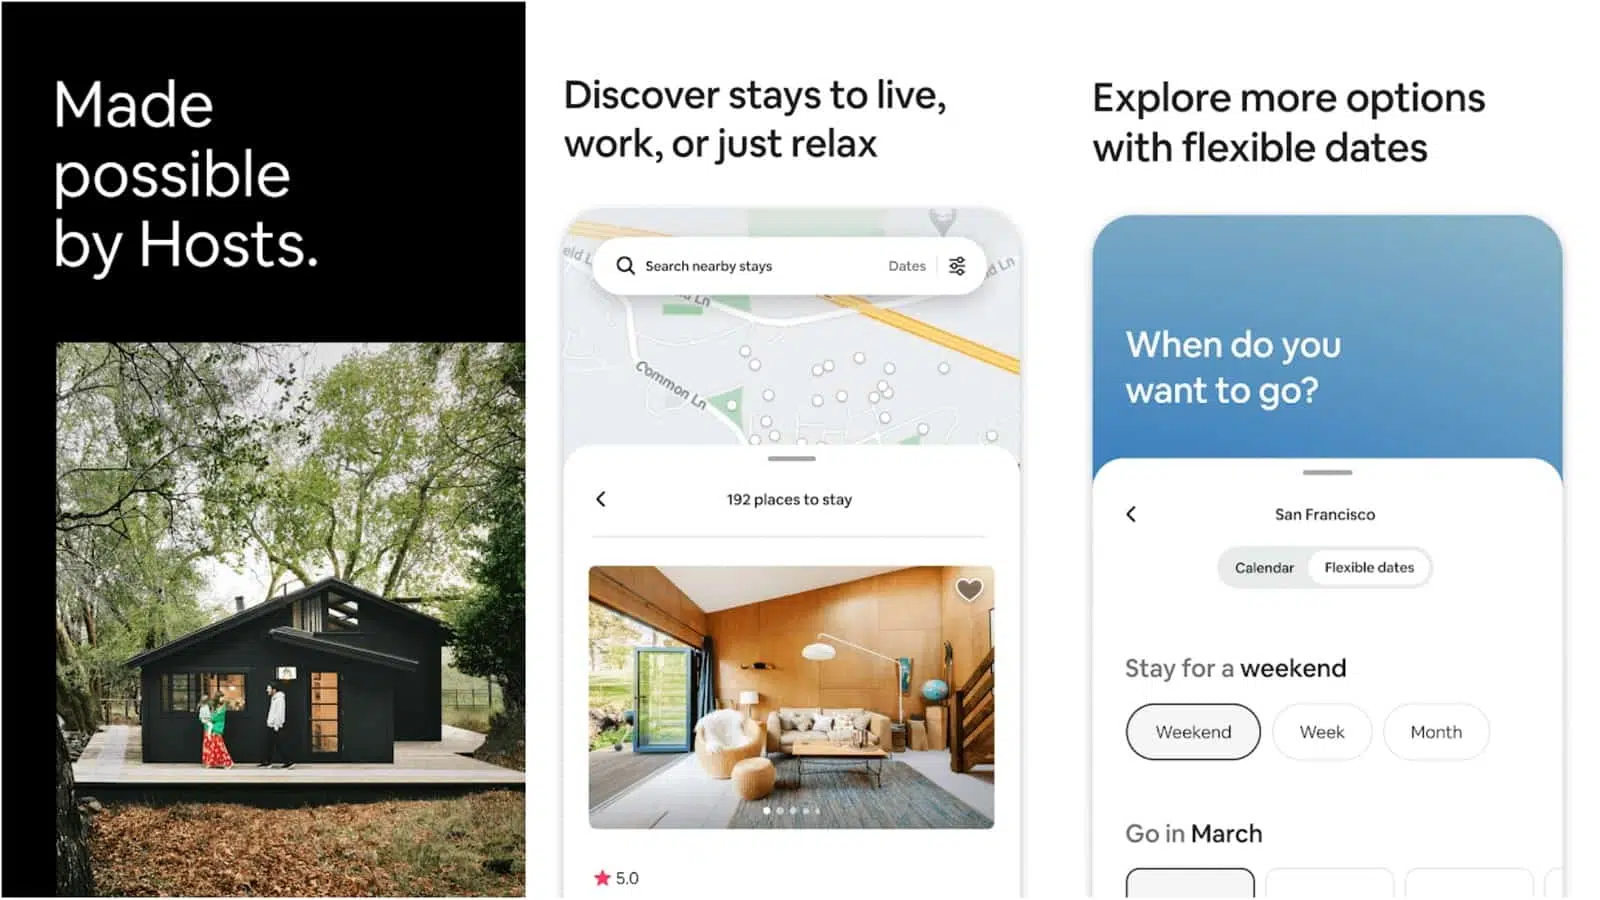 Made
possible
by Hosts.
Discover stays to live,
work, or just relax
Search nearby stays
Dates
Ln
Ln
Common Ln
192 places to stay
5.0
Explore more options
with flexible dates
When do you
want to go?
San Francisco
Calendar
Flexible dates
Stay for a weekend
Weekend
Week
Month
Go in March